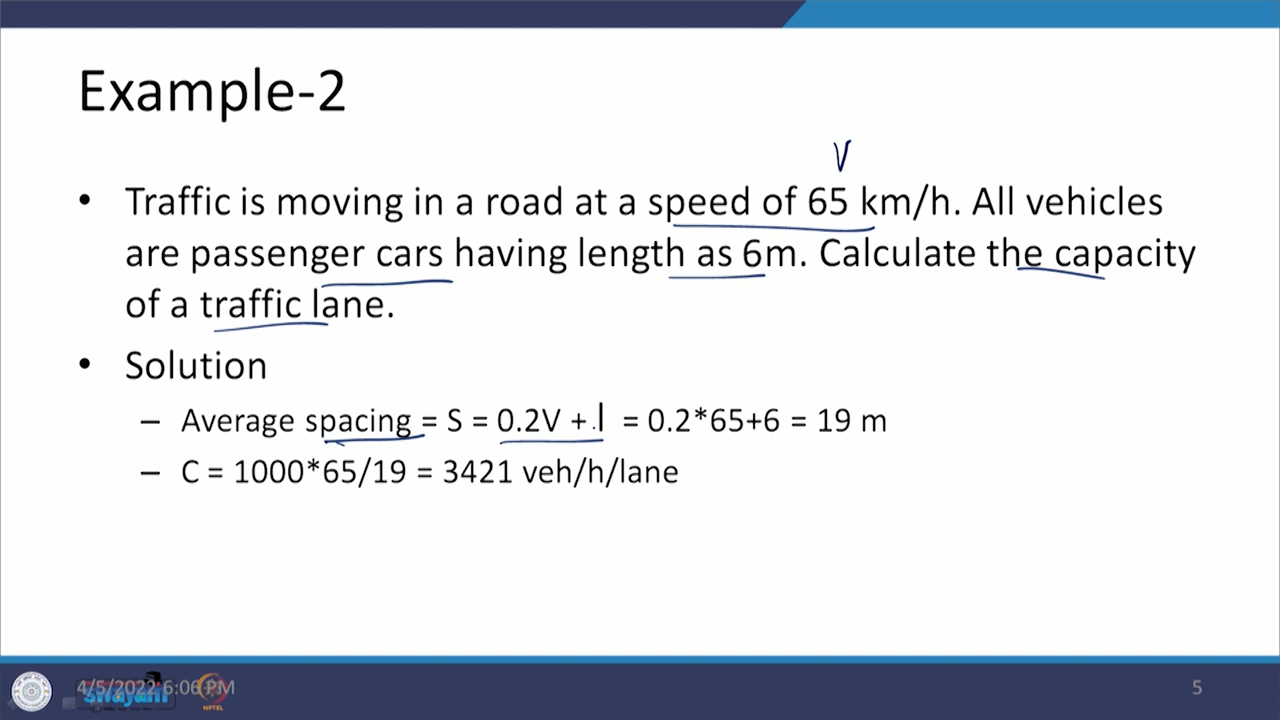 Example-2
V
• Traffic is moving in a road at a speed of 65 km/h. All vehicles
are passenger cars having length as 6m. Calculate the capacity
of a traffic lane.
• Solution
– Average spacing = S = 0.2V + l = 0.2*65+6 = 19 m
– C = 1000*65/19 = 3421 veh/h/lane
4/5/2022 6:06 PM
swayam
NPTEL
5